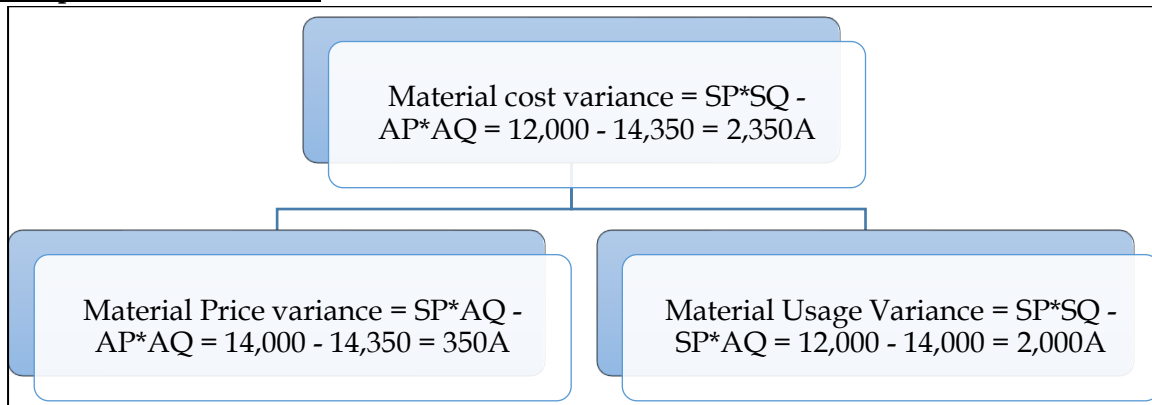 Material cost variance = SP*SQ -
AP*AQ = 12,000 - 14,350 = 2,350A
Material Price variance = SP*AQ -
AP*AQ = 14,000 - 14,350 = 350A
Material Usage Variance = SP*SQ -
SP*AQ = 12,000 - 14,000 = 2,000A